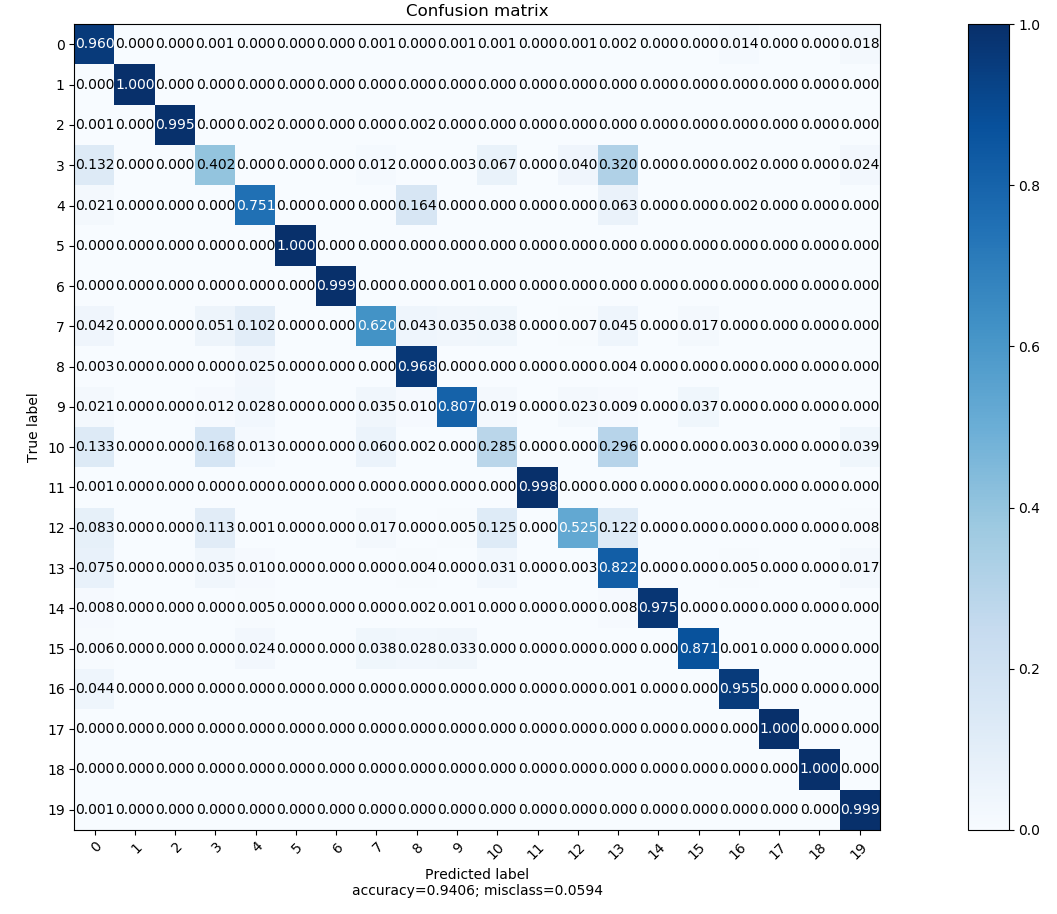 Confusion matrix
0 0.960 0.000 0.000 0.001 0.000 0.000 0.000 0.001 0.000 0.001 0.001 0.000 0.001 0.002 0.000 0.000 0.014 0.000 0.000 0.018
1 0.000 1.000 0.000 0.000 0.000 0.000 0.000 0.000 0.000 0.000 0.000 0.000 0.000 0.000 0.000 0.000 0.000 0.000 0.000 0.000
2 0.001 0.000 0.995 0.000 0.002 0.000 0.000 0.000 0.002 0.000 0.000 0.000 0.000 0.000 0.000 0.000 0.000 0.000 0.000 0.000
3 0.132 0.000 0.000 0.402 0.000 0.000 0.000 0.012 0.000 0.003 0.067 0.000 0.040 0.320 0.000 0.000 0.002 0.000 0.000 0.024
4 0.021 0.000 0.000 0.000 0.751 0.000 0.000 0.000 0.164 0.000 0.000 0.000 0.000 0.063 0.000 0.000 0.002 0.000 0.000 0.000
5 0.000 0.000 0.000 0.000 0.000 1.000 0.000 0.000 0.000 0.000 0.000 0.000 0.000 0.000 0.000 0.000 0.000 0.000 0.000 0.000
6 0.000 0.000 0.000 0.000 0.000 0.000 0.999 0.000 0.000 0.001 0.000 0.000 0.000 0.000 0.000 0.000 0.000 0.000 0.000 0.000
7 0.042 0.000 0.000 0.051 0.102 0.000 0.000 0.620 0.043 0.035 0.038 0.000 0.007 0.045 0.000 0.017 0.000 0.000 0.000 0.000
8 0.003 0.000 0.000 0.000 0.025 0.000 0.000 0.000 0.968 0.000 0.000 0.000 0.000 0.004 0.000 0.000 0.000 0.000 0.000 0.000
9 0.021 0.000 0.000 0.012 0.028 0.000 0.000 0.035 0.010 0.807 0.019 0.000 0.023 0.009 0.000 0.037 0.000 0.000 0.000 0.000
10 0.133 0.000 0.000 0.168 0.013 0.000 0.000 0.060 0.002 0.000 0.285 0.000 0.000 0.296 0.000 0.000 0.003 0.000 0.000 0.039
11 0.001 0.000 0.000 0.000 0.000 0.000 0.000 0.000 0.000 0.000 0.000 0.998 0.000 0.000 0.000 0.000 0.000 0.000 0.000 0.000
12 0.083 0.000 0.000 0.113 0.001 0.000 0.000 0.017 0.000 0.005 0.125 0.000 0.525 0.122 0.000 0.000 0.000 0.000 0.000 0.008
13 0.075 0.000 0.000 0.035 0.010 0.000 0.000 0.000 0.004 0.000 0.031 0.000 0.003 0.822 0.000 0.000 0.005 0.000 0.000 0.017
14 0.008 0.000 0.000 0.000 0.005 0.000 0.000 0.000 0.002 0.001 0.000 0.000 0.000 0.008 0.975 0.000 0.000 0.000 0.000 0.000
15 0.006 0.000 0.000 0.000 0.024 0.000 0.000 0.038 0.028 0.033 0.000 0.000 0.000 0.000 0.000 0.871 0.001 0.000 0.000 0.000
16 0.044 0.000 0.000 0.000 0.000 0.000 0.000 0.000 0.000 0.000 0.000 0.000 0.000 0.001 0.000 0.000 0.955 0.000 0.000 0.000
17 0.000 0.000 0.000 0.000 0.000 0.000 0.000 0.000 0.000 0.000 0.000 0.000 0.000 0.000 0.000 0.000 0.000 1.000 0.000 0.000
18 0.000 0.000 0.000 0.000 0.000 0.000 0.000 0.000 0.000 0.000 0.000 0.000 0.000 0.000 0.000 0.000 0.000 0.000 1.000 0.000
19 0.001 0.000 0.000 0.000 0.000 0.000 0.000 0.000 0.000 0.000 0.000 0.000 0.000 0.000 0.000 0.000 0.000 0.000 0.000 0.999
0 1 2 3 4 5 6 7 8 9 10 11 12 13 14 15 16 17 18 19
True label
Predicted label
accuracy=0.9406; misclass=0.0594
1.0
0.8
0.6
0.4
0.2
0.0